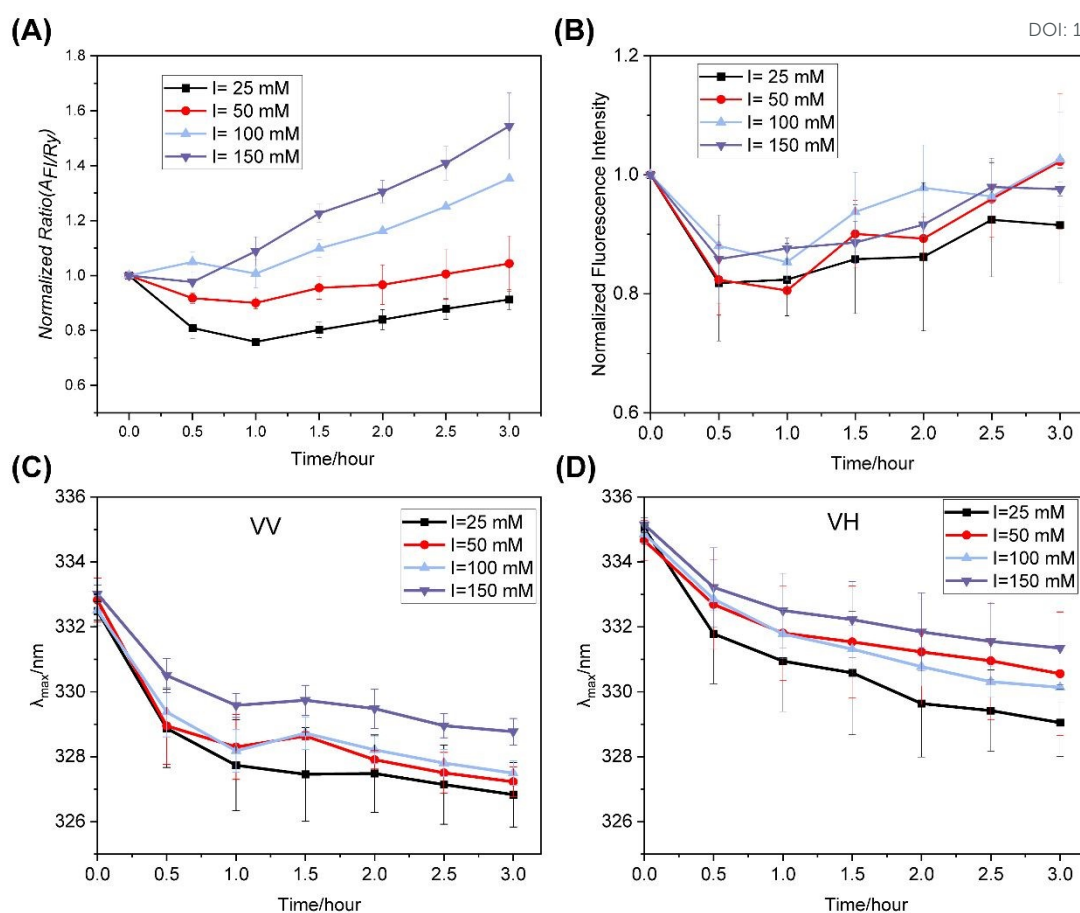 (A)
Normalized Ratio(AFl/Ry)
1.8
1.6
1.4
1.2
1.0
0.8
0.6
I= 25 mM
I= 50 mM
I= 100 mM
I= 150 mM
0.0 0.5 1.0 1.5 2.0 2.5 3.0
Time/hour
(B)
DOI: 1
Normalized Fluorescence Intensity
1.2
1.0
0.8
0.6
I= 25 mM
I= 50 mM
I= 100 mM
I= 150 mM
0.0 0.5 1.0 1.5 2.0 2.5 3.0
Time/hour
(C)
λmax/nm
336
334
332
330
328
326
VV
I=25 mM
I=50 mM
I=100 mM
I=150 mM
0.0 0.5 1.0 1.5 2.0 2.5 3.0
Time/hour
(D)
λmax/nm
336
334
332
330
328
326
VH
I=25 mM
I=50 mM
I=100 mM
I=150 mM
0.0 0.5 1.0 1.5 2.0 2.5 3.0
Time/hour